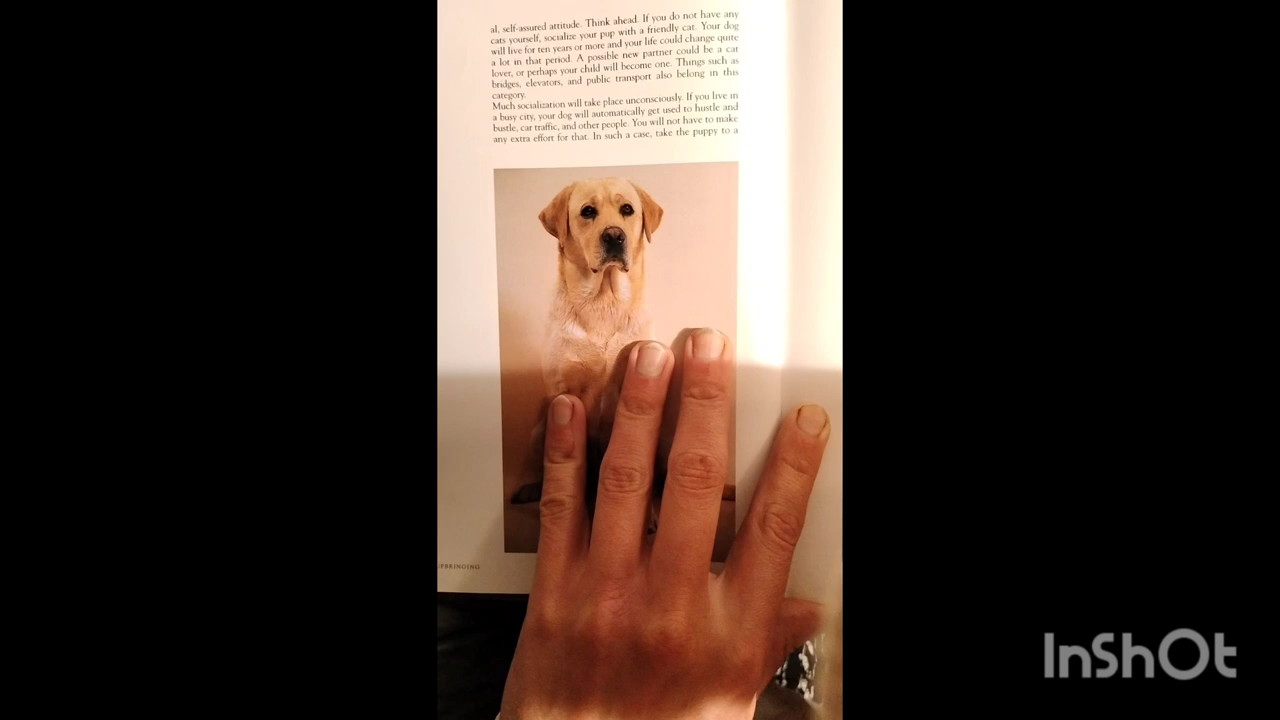 al, self-assured attitude. Think ahead. If you do not have any
cats yourself, socialize your pup with a friendly cat. Your dog
will live for ten years or more and your life could change quite
a lot in that period. A possible new partner could be a cat
lover, or perhaps your child will become one. Things such as
bridges, elevators, and public transport also belong in this
category.
Much socialization will take place unconsciously. If you live in
a busy city, your dog will automatically get used to hustle and
bustle, car traffic, and other people. You will not have to make
any extra effort for that. In such a case, take the puppy to a
UPBRINGING
InShOt